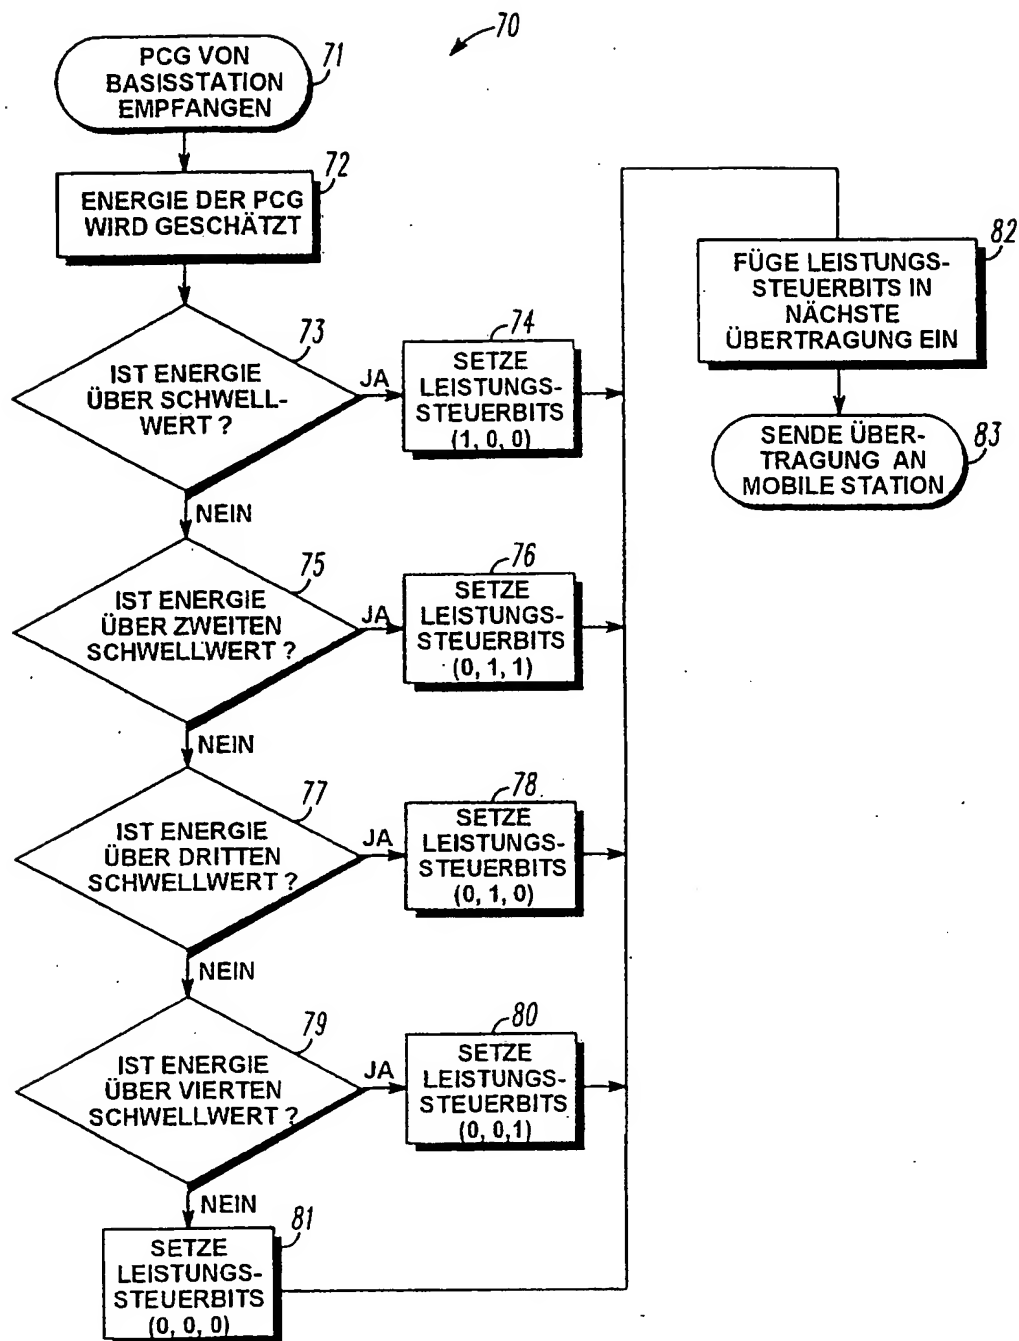 70
PCG VON
BASISSTATION
EMPFANGEN
71
ENERGIE DER PCG
WIRD GESCHÄTZT
72
IST ENERGIE
ÜBER SCHWELL-
WERT ?
73
JA
NEIN
SETZE
LEISTUNGS-
STEUERBITS
(1, 0, 0)
74
IST ENERGIE
ÜBER ZWEITEN
SCHWELLWERT ?
75
JA
NEIN
SETZE
LEISTUNGS-
STEUERBITS
(0, 1, 1)
76
IST ENERGIE
ÜBER DRITTEN
SCHWELLWERT ?
77
JA
NEIN
SETZE
LEISTUNGS-
STEUERBITS
(0, 1, 0)
78
IST ENERGIE
ÜBER VIERTEN
SCHWELLWERT ?
79
JA
NEIN
SETZE
LEISTUNGS-
STEUERBITS
(0, 0,1)
80
SETZE
LEISTUNGS-
STEUERBITS
(0, 0, 0)
81
FÜGE LEISTUNGS-
STEUERBITS IN
NÄCHSTE
ÜBERTRAGUNG EIN
82
SENDE ÜBER-
TRAGUNG AN
MOBILE STATION
83